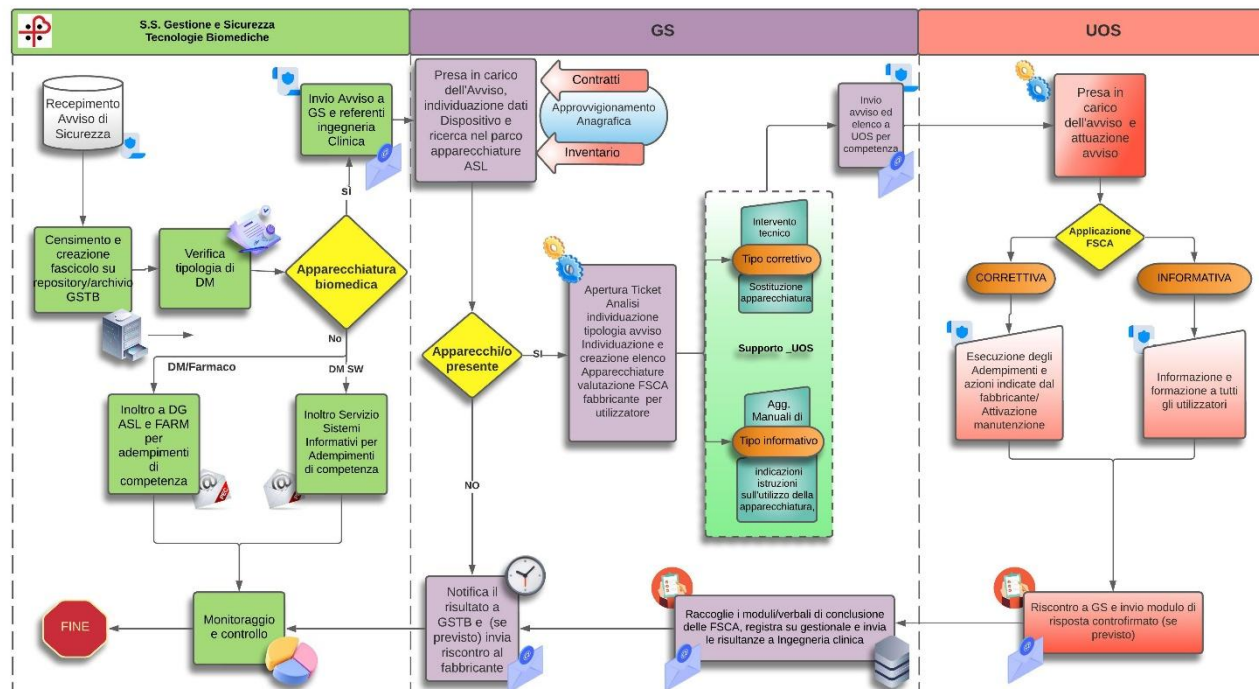 S.S. Gestione e Sicurezza
Tecnologie Biomediche
GS
UOS
Recepimento
Avviso di
Sicurezza
Invio Avviso a
GS e referenti
ingegneria
Clinica
SÌ
Censimento e
creazione
fascicolo su
repository/archivio
GSTB
Verifica
tipologia di
DM
Apparecchiatura
biomedica
No
DM/Farmaco
DM SW
Inoltro a DG
ASL e FARM per
adempimenti di
competenza
Inoltro Servizio
Sistemi
Informativi per
Adempimenti
di competenza
Monitoraggio
e controllo
FINE
Presa in carico
dell'Avviso,
individuazione dati
Dispositivo e
ricerca nel parco
apparecchiature
ASL
Contratti
Approvvigionamento
Anagrafica
Inventario
Apparecchi/o
presente
SI
NO
Apertura Ticket
Analisi
individuazione
tipologia avviso
Individuazione e
creazione elenco
Apparecchiature
valutazione FSCA
fabbricante per
utilizzatore
Intervento
tecnico
Tipo correttivo
Sostituzione
apparecchiatura
Supporto _UOS
Agg.
Manuali di
Tipo informativo
indicazioni
istruzioni
sull'utilizzo della
apparecchiatura,
Invio
avviso ed
elenco a
UOS per
competenza
Notifica il
risultato a
GSTB e (se
previsto) invia
riscontro al
fabbricante
Raccoglie i moduli/verbali di conclusione
delle FSCA, registra su gestionale e invia
le risultanze a Ingegneria clinica
Presa in
carico
dell'avviso e
attuazione
avviso
Applicazione
FSCA
CORRETTIVA
INFORMATIVA
Esecuzione degli
Adempimenti e
azioni indicate dal
fabbricante/
Attivazione
manutenzione
Informazione e
formazione a tutti
gli utilizzatori
Riscontro a GS e invio modulo di
risposta controfirmato (se
previsto)